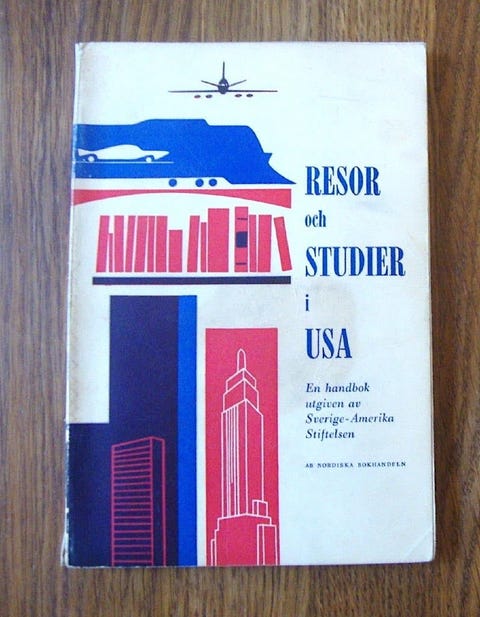 RESOR
och
STUDIER
i
USA
En handbok
utgiven av
Sverige-Amerika
Stiftelsen
AB NORDISKA BOKHANDELN